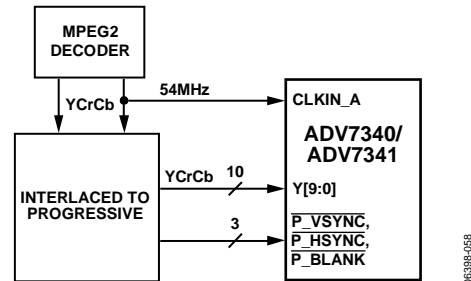 MPEG2
DECODER
YCrCb
54MHz
CLKIN_A
ADV7340/
ADV7341
YCrCb
10
Y[9:0]
INTERLACED TO
PROGRESSIVE
3
P_VSYNC,
P_HSYNC,
P_BLANK
06398-058